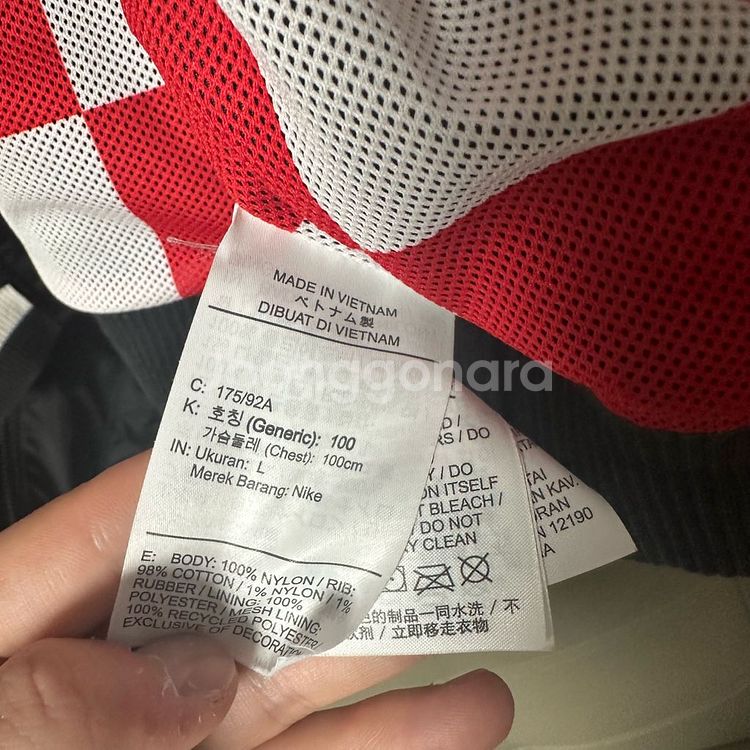 MADE IN VIETNAM
ベトナム製
DIBUAT DI VIETNAM
C: 175/92A
K: 호칭 (Generic): 100
가슴둘레 (Chest): 100cm
IN: Ukuran: L
Merek Barang: Nike
E: BODY: 100% NYLON / RIB:
98% COTTON / 1% NYLON / 1%
RUBBER / LINING: 100%
POLYESTER / MESH LINING:
100% RECYCLED POLYESTER
EXCLUSIVE OF DECORATION
RS / DO
/ DO
ON ITSELF
BLEACH /
/ DO NOT
CLEAN
的制品一同水洗 / 不
剂 / 立即移走衣物
TAI
KAV.
12190
joonggonara